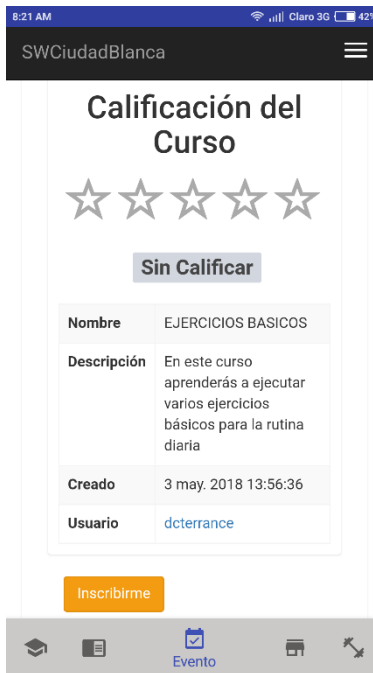 8:21 AM Claro 3G 42%
SWCiudadBlanca
Calificación del
Curso
Sin Calificar
Nombre EJERCICIOS BASICOS
Descripción En este curso
aprenderás a ejecutar
varios ejercicios
básicos para la rutina
diaria
Creado 3 may. 2018 13:56:36
Usuario dcterrance
Inscribirme
Evento